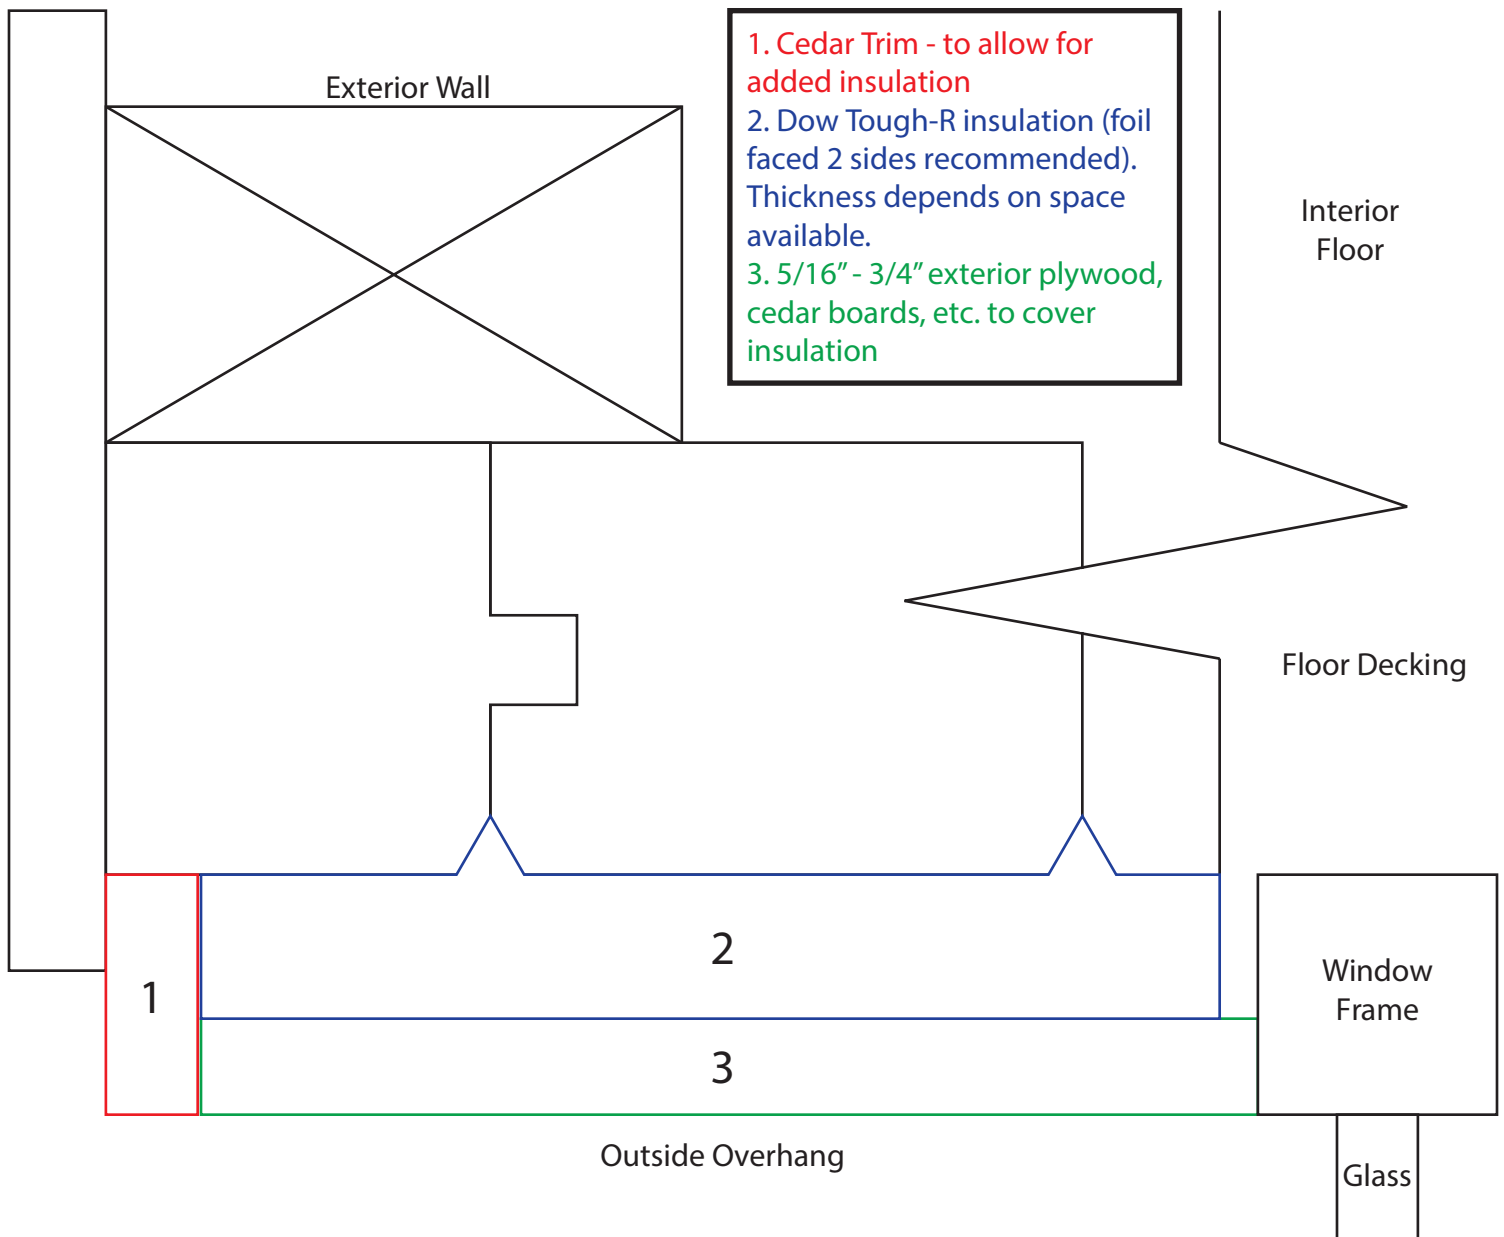 Exterior Wall
1. Cedar Trim - to allow for
added insulation
2. Dow Tough-R insulation (foil
faced 2 sides recommended).
Thickness depends on space
available.
3. 5/16” - 3/4” exterior plywood,
cedar boards, etc. to cover
insulation
Interior
Floor
Floor Decking
2
1
Window
Frame
3
Outside Overhang
Glass